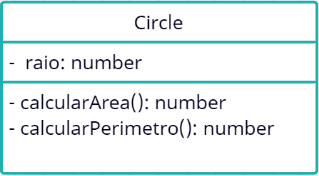 Circle
- raio: number
- calcularArea(): number
- calcularPerimetro(): number